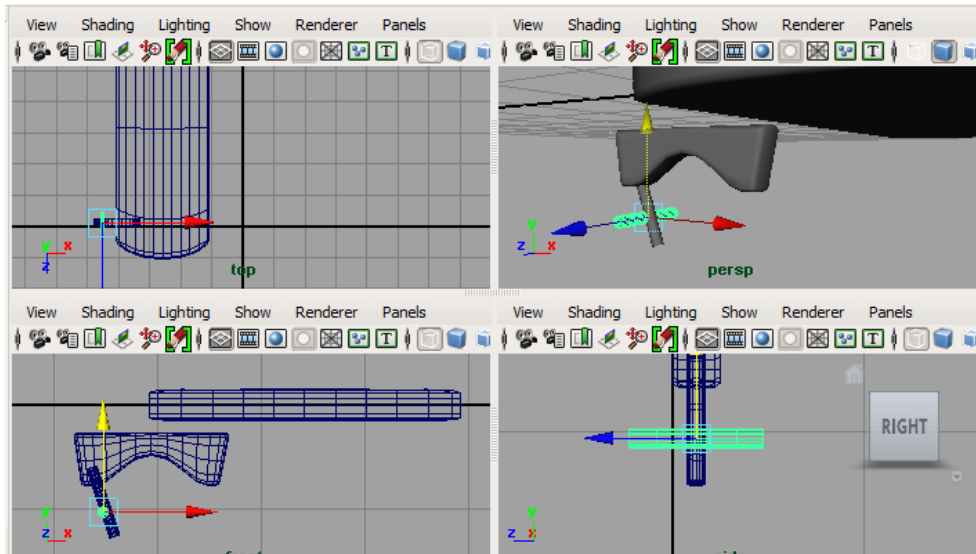 View Shading Lighting Show Renderer Panels
View Shading Lighting Show Renderer Panels
T
T
y
x
z
top
y
z
x
persp
View Shading Lighting Show Renderer Panels
View Shading Lighting Show Renderer Panels
T
T
RIGHT
y
z
x
y
z
x